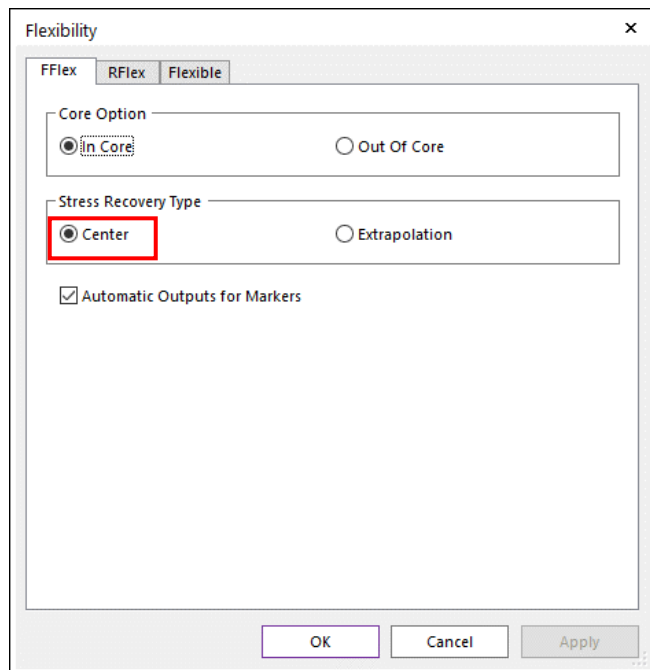 Flexibility
FFlex RFlex Flexible
Core Option
In Core Out Of Core
Stress Recovery Type
Center Extrapolation
Automatic Outputs for Markers
OK Cancel Apply